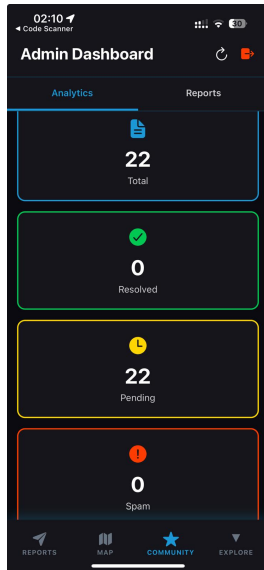 02:10
30
◀ Code Scanner
Admin Dashboard
Analytics
Reports
22
Total
0
Resolved
22
Pending
0
Spam
REPORTS
MAP
COMMUNITY
EXPLORE